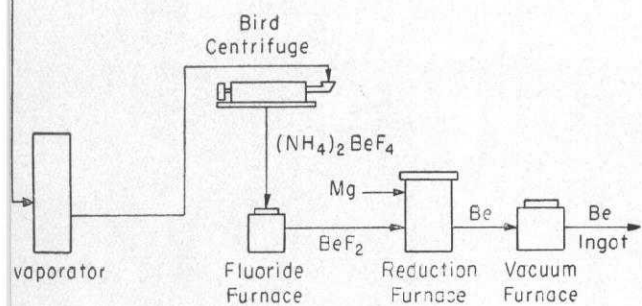 Bird
Centrifuge
(NH₄)₂ BeF₄
Mg
Be
Be
Ingot
BeF₂
vaporator
Fluoride
Furnace
Reduction
Furnace
Vacuum
Furnace